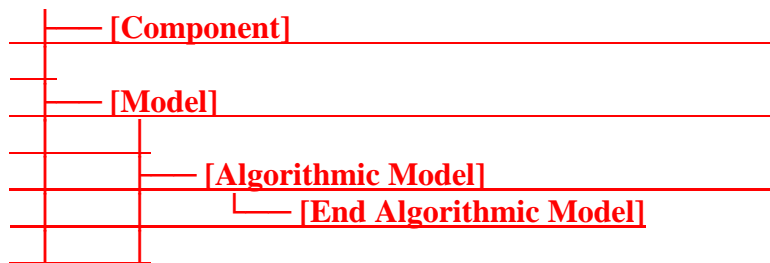 [Component]
[Model]
[Algorithmic Model]
[End Algorithmic Model]